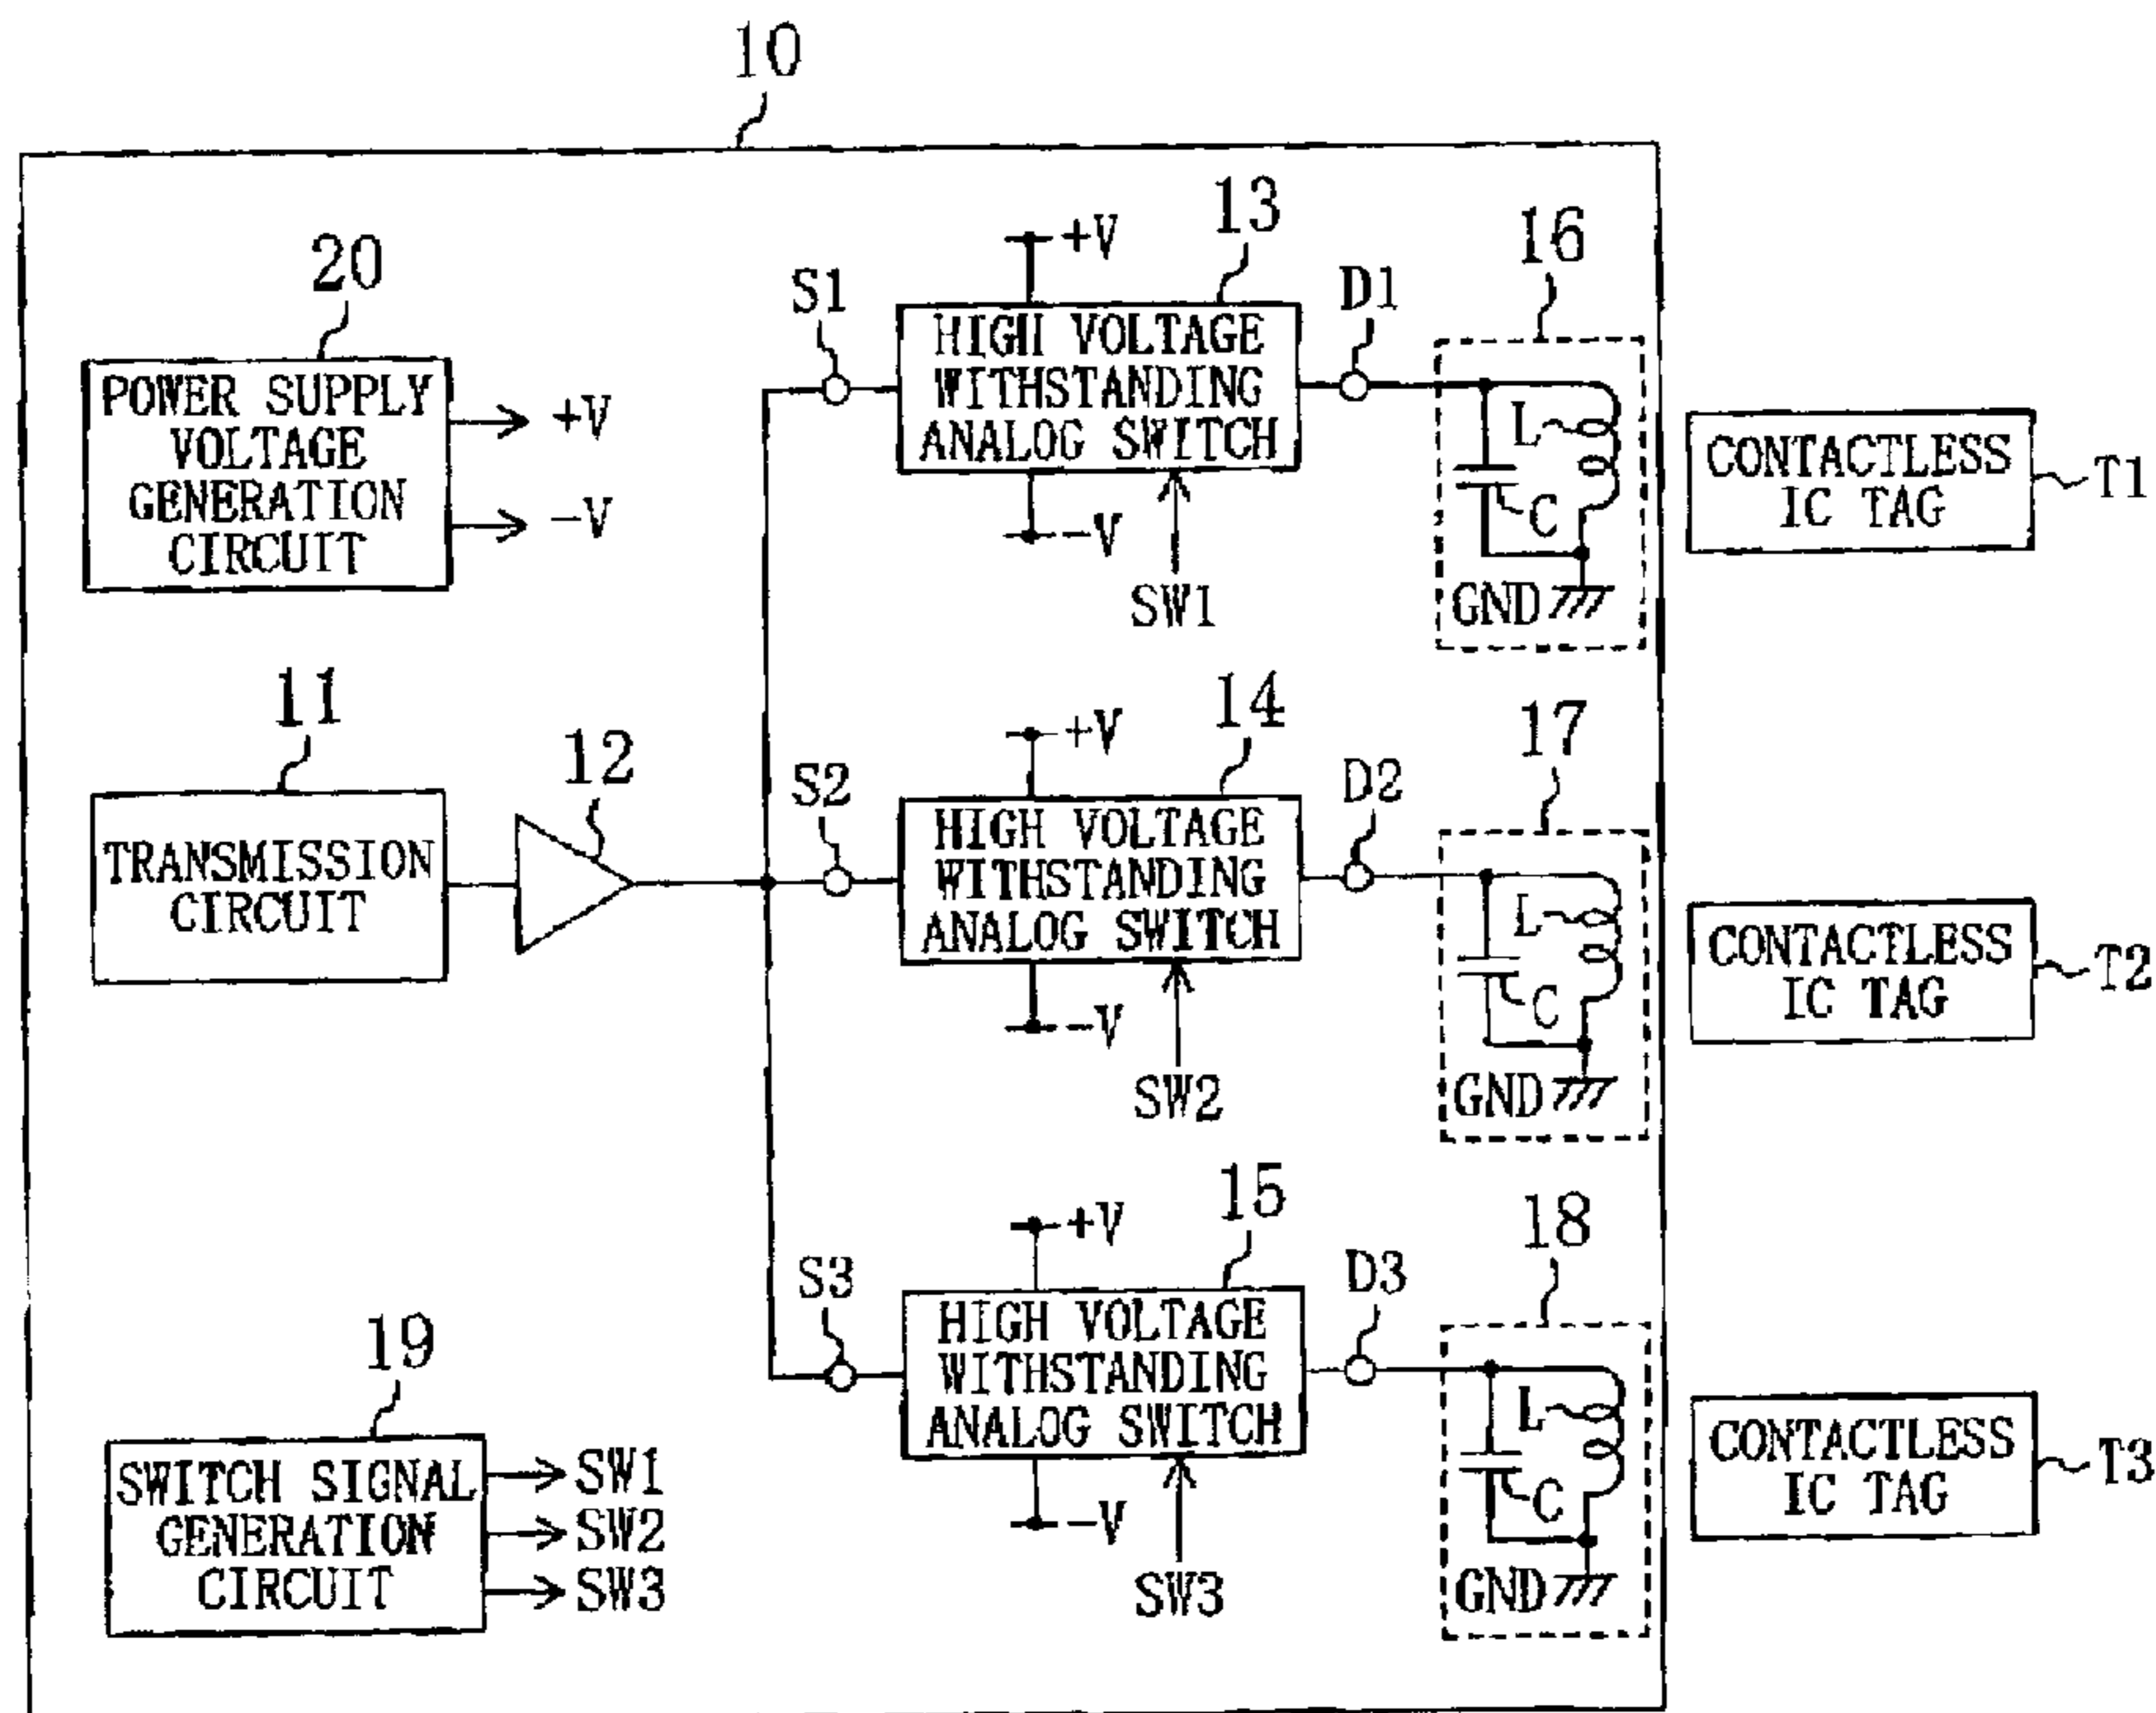 10
20
POWER SUPPLY
VOLTAGE
GENERATION
CIRCUIT
+V
-V
S1
+V
13
HIGH VOLTAGE
WITHSTANDING
ANALOG SWITCH
-V
SW1
D1
16
L
C
GND
CONTACTLESS
IC TAG
T1
11
TRANSMISSION
CIRCUIT
12
S2
+V
14
HIGH VOLTAGE
WITHSTANDING
ANALOG SWITCH
-V
SW2
D2
17
L
C
GND
CONTACTLESS
IC TAG
T2
19
SWITCH SIGNAL
GENERATION
CIRCUIT
SW1
SW2
SW3
S3
+V
15
HIGH VOLTAGE
WITHSTANDING
ANALOG SWITCH
-V
SW3
D3
18
L
C
GND
CONTACTLESS
IC TAG
T3